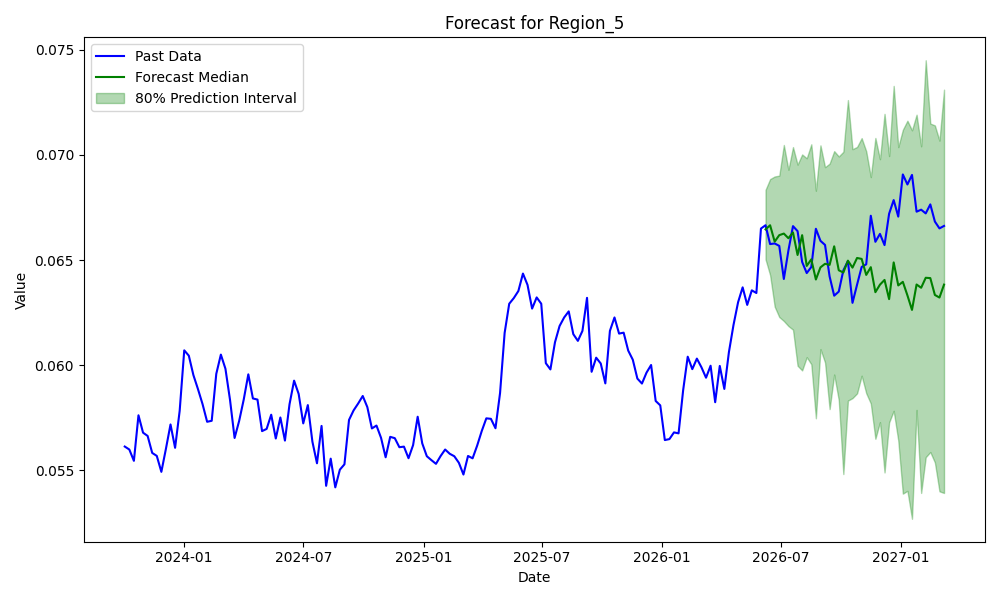 Forecast for Region_5
Past Data
Forecast Median
80% Prediction Interval
0.075
0.070
0.065
0.060
0.055
Value
2024-01
2024-07
2025-01
2025-07
2026-01
2026-07
2027-01
Date